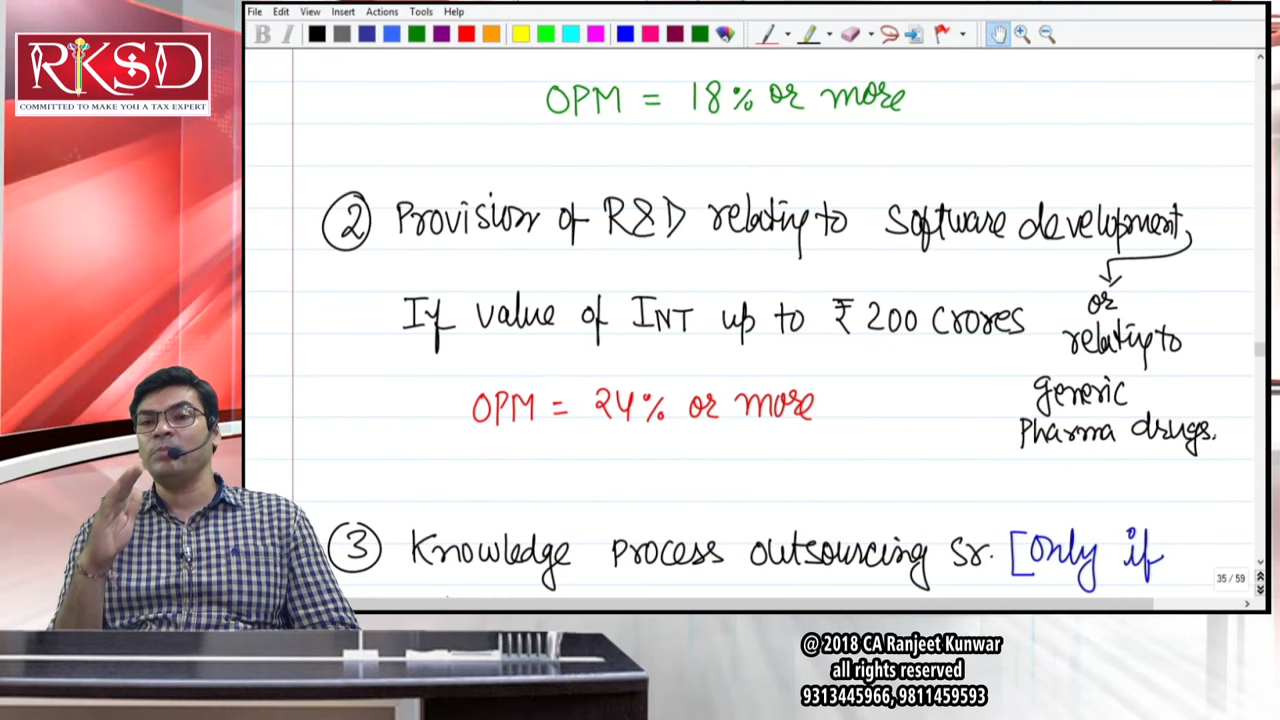 File Edit View Insert Actions Tools Help
B I
RKSD
COMMITTED TO MAKE YOU A TAX EXPERT
OPM = 18% or more
② Provision of R&D relating to Software development,
or
relating to
generic
Pharma drugs.
If value of INT up to ₹ 200 Crores
OPM = 24% or more
③ Knowledge process outsourcing Sr. [only if
35 / 59
@ 2018 CA Ranjeet Kunwar
all rights reserved
9313445966, 9811459593